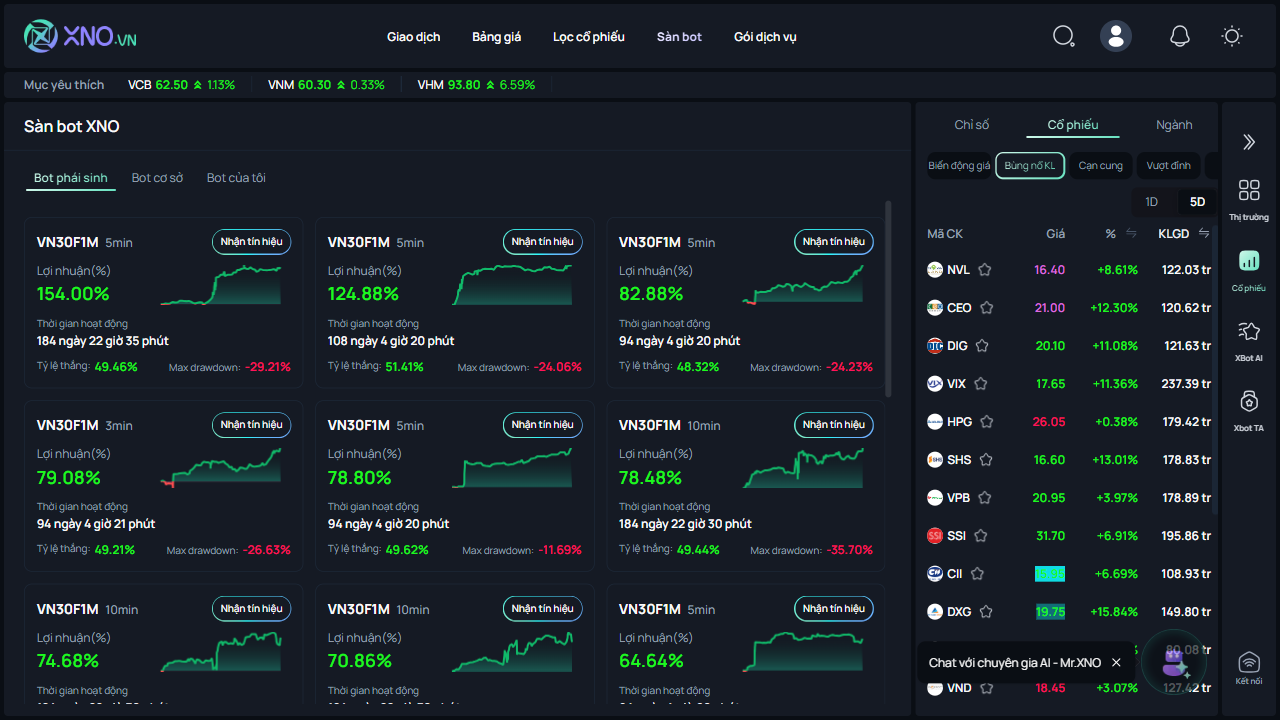 XNO.VN
Giao dịch Bảng giá Lọc cổ phiếu Sàn bot Gói dịch vụ
Mục yêu thích VCB 62.50 1.13% VNM 60.30 0.33% VHM 93.80 6.59%
Sàn bot XNO
Bot phái sinh Bot cơ sở Bot của tôi
VN30F1M 5min Nhận tín hiệu
Lợi nhuận(%)
154.00%
Thời gian hoạt động
184 ngày 22 giờ 35 phút
Tỷ lệ thắng: 49.46% Max drawdown: -29.21%
VN30F1M 5min Nhận tín hiệu
Lợi nhuận(%)
124.88%
Thời gian hoạt động
108 ngày 4 giờ 20 phút
Tỷ lệ thắng: 51.41% Max drawdown: -24.06%
VN30F1M 5min Nhận tín hiệu
Lợi nhuận(%)
82.88%
Thời gian hoạt động
94 ngày 4 giờ 20 phút
Tỷ lệ thắng: 48.32% Max drawdown: -24.23%
VN30F1M 3min Nhận tín hiệu
Lợi nhuận(%)
79.08%
Thời gian hoạt động
94 ngày 4 giờ 21 phút
Tỷ lệ thắng: 49.21% Max drawdown: -26.63%
VN30F1M 5min Nhận tín hiệu
Lợi nhuận(%)
78.80%
Thời gian hoạt động
94 ngày 4 giờ 20 phút
Tỷ lệ thắng: 49.62% Max drawdown: -11.69%
VN30F1M 10min Nhận tín hiệu
Lợi nhuận(%)
78.48%
Thời gian hoạt động
184 ngày 22 giờ 30 phút
Tỷ lệ thắng: 49.44% Max drawdown: -35.70%
VN30F1M 10min Nhận tín hiệu
Lợi nhuận(%)
74.68%
Thời gian hoạt động
VN30F1M 10min Nhận tín hiệu
Lợi nhuận(%)
70.86%
Thời gian hoạt động
VN30F1M 5min Nhận tín hiệu
Lợi nhuận(%)
64.64%
Thời gian hoạt động
Chỉ số Cổ phiếu Ngành
Biến động giá Bùng nổ KL Cạn cung Vượt đỉnh
1D 5D
Mã CK Giá % KLGD
NVL 16.40 +8.61% 122.03 tr
CEO 21.00 +12.30% 120.62 tr
DIG 20.10 +11.08% 121.63 tr
VIX 17.65 +11.36% 237.39 tr
HPG 26.05 +0.38% 179.42 tr
SHS 16.60 +13.01% 178.83 tr
VPB 20.95 +3.97% 178.89 tr
SSI 31.70 +6.91% 195.86 tr
CII +6.69% 108.93 tr
DXG 19.75 +15.84% 149.80 tr
80.08 tr
VND 18.45 +3.07% 127.42 tr
Chat với chuyên gia AI - Mr.XNO
Thị trường
Cổ phiếu
XBot AI
Xbot TA
Kết nối